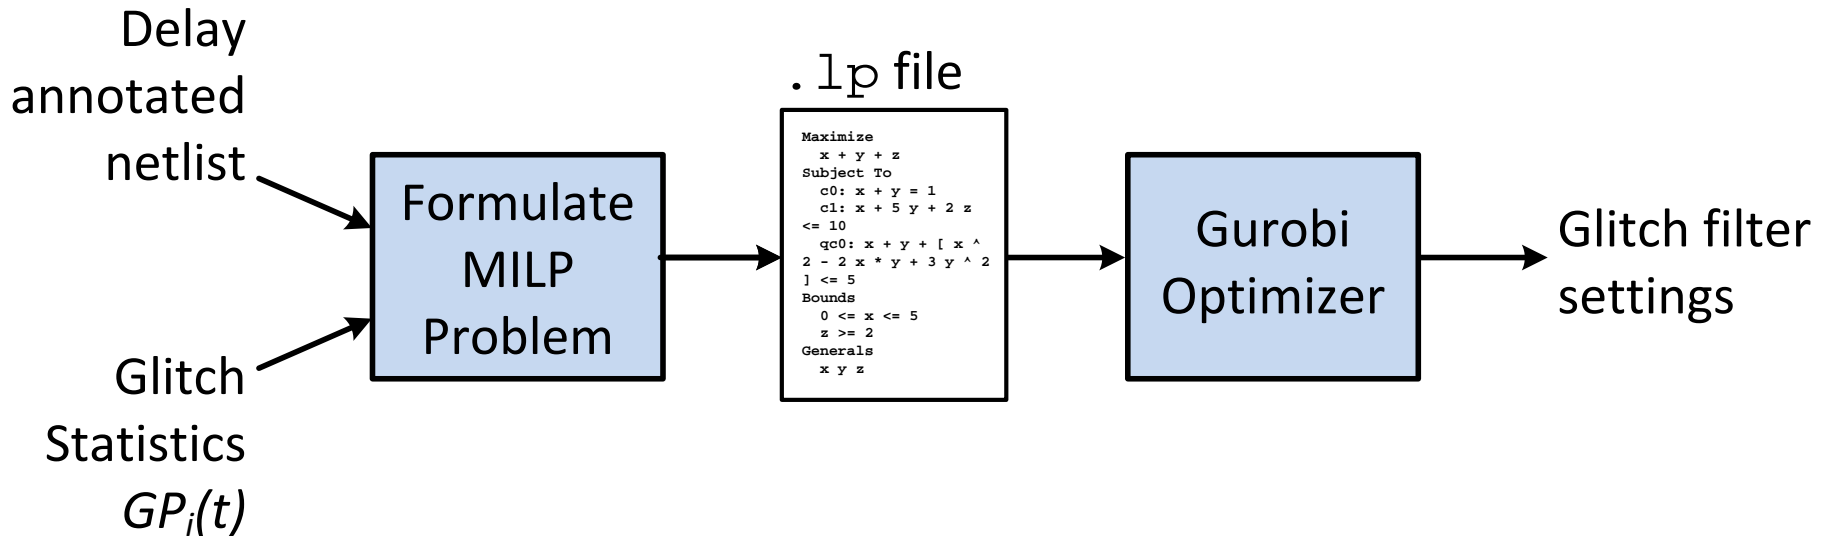 Delay
annotated
netlist
Glitch
Statistics
GPi(t)
Formulate
MILP
Problem
.lp file
Maximize
x + y + z
Subject To
c0: x + y = 1
c1: x + 5 y + 2 z
<= 10
qc0: x + y + [ x ^
2 - 2 x * y + 3 y ^ 2
] <= 5
Bounds
0 <= x <= 5
z >= 2
Generals
x y z
Gurobi
Optimizer
Glitch filter
settings